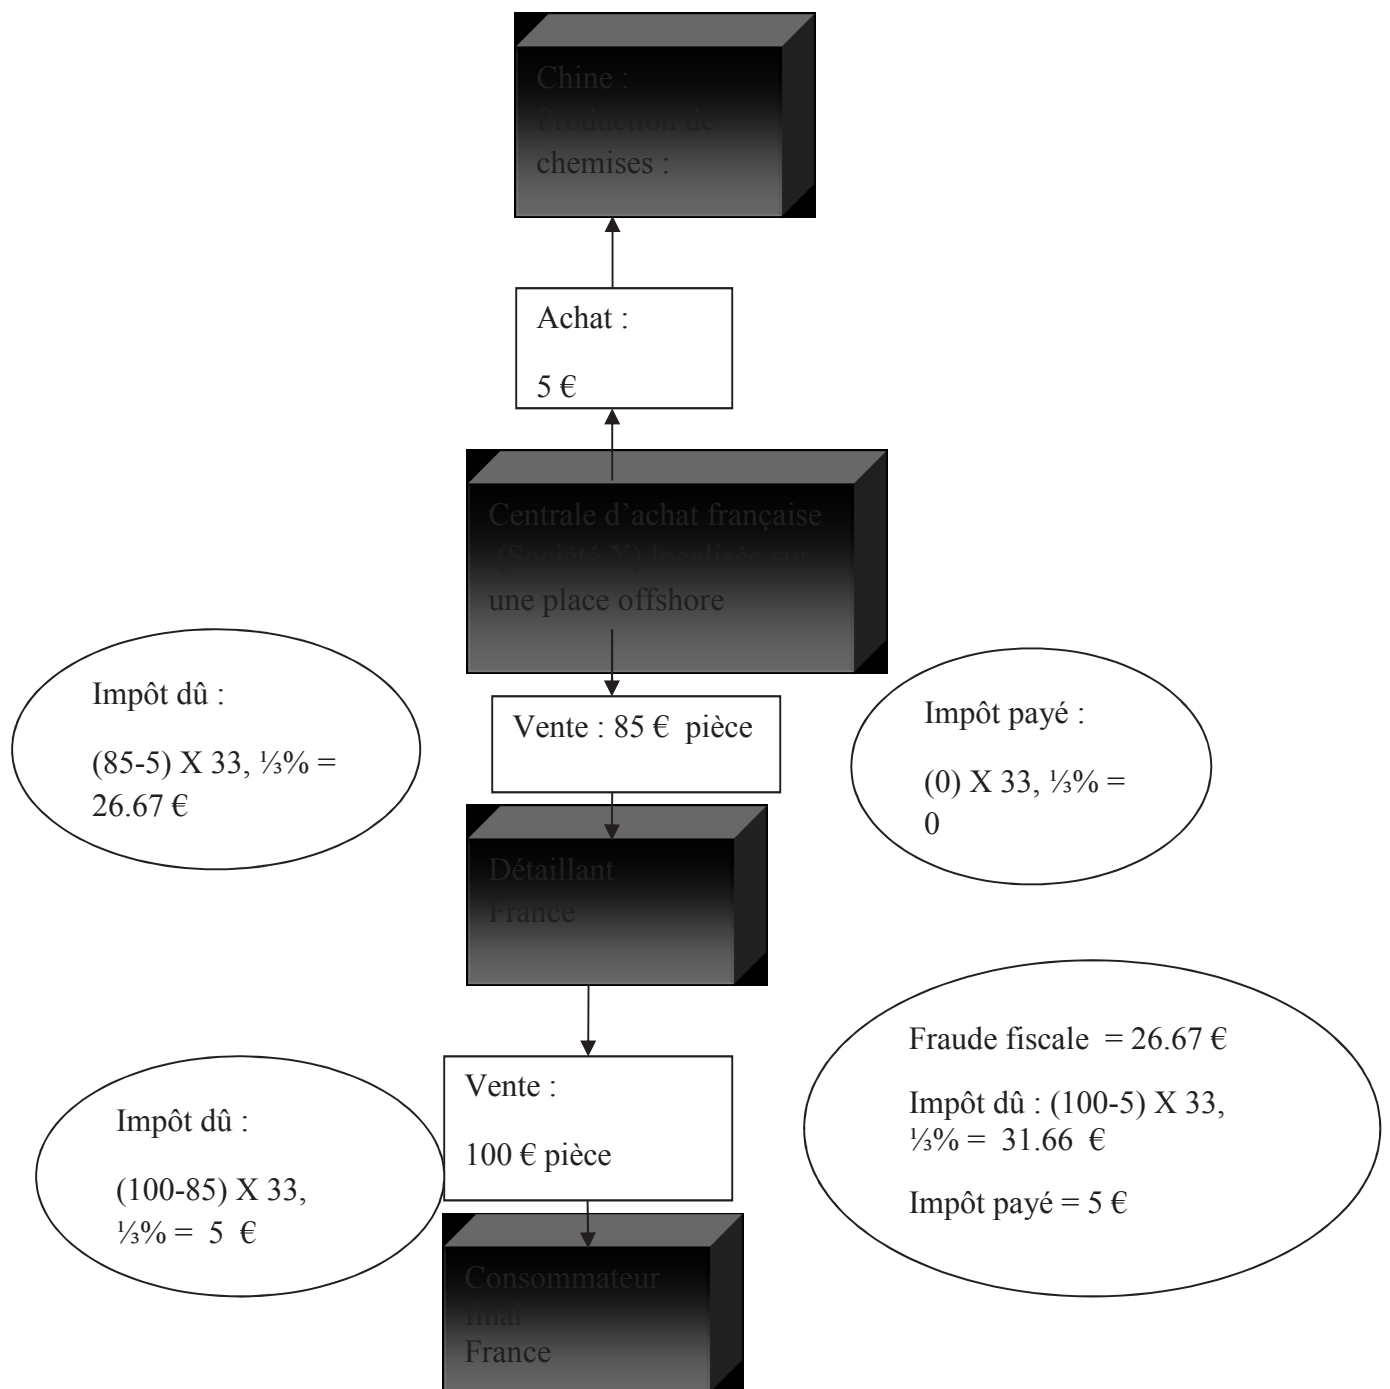 Chine :
Production de
chemises :
Achat :
5 €
Centrale d’achat française
(Société X) localisée sur
une place offshore
Impôt dû :
(85-5) X 33, ⅓% =
26.67 €
Vente : 85 € pièce
Impôt payé :
(0) X 33, ⅓% =
0
Détaillant
France
Impôt dû :
(100-85) X 33,
⅓% = 5 €
Vente :
100 € pièce
Fraude fiscale = 26.67 €
Impôt dû : (100-5) X 33,
⅓% = 31.66 €
Impôt payé = 5 €
Consommateur
final
France